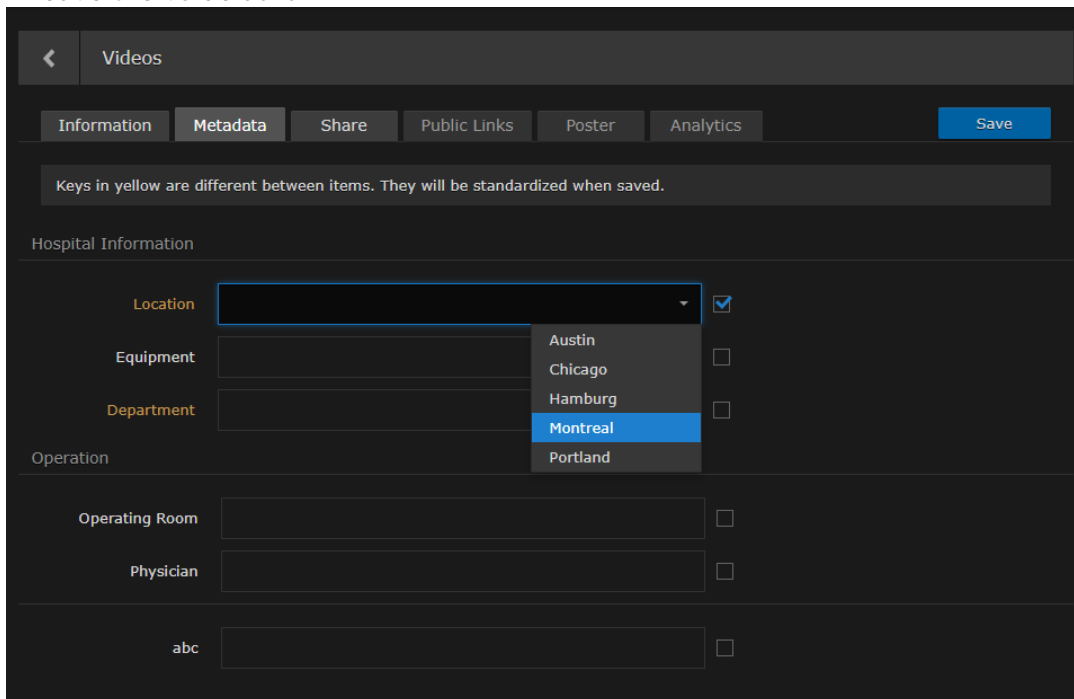 Videos
Information Metadata Share Public Links Poster Analytics Save
Keys in yellow are different between items. They will be standardized when saved.
Hospital Information
Location
Austin
Equipment
Chicago
Hamburg
Department
Montreal
Portland
Operation
Operating Room
Physician
abc